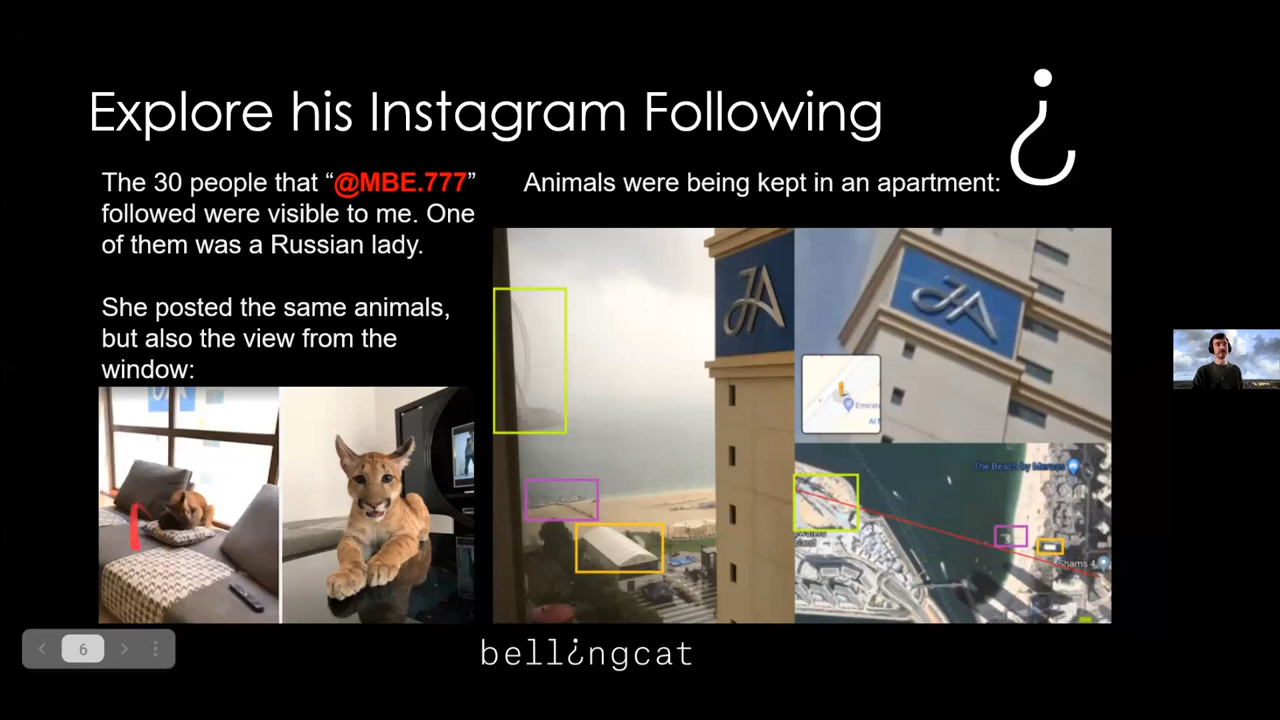 Explore his Instagram Following
The 30 people that “@MBE.777”
followed were visible to me. One
of them was a Russian lady.
She posted the same animals,
but also the view from the
window:
Animals were being kept in an apartment:
JA
JA
Emirat
Al M
The Beach by Meraas
Shams 4
6
bell¿ngcat